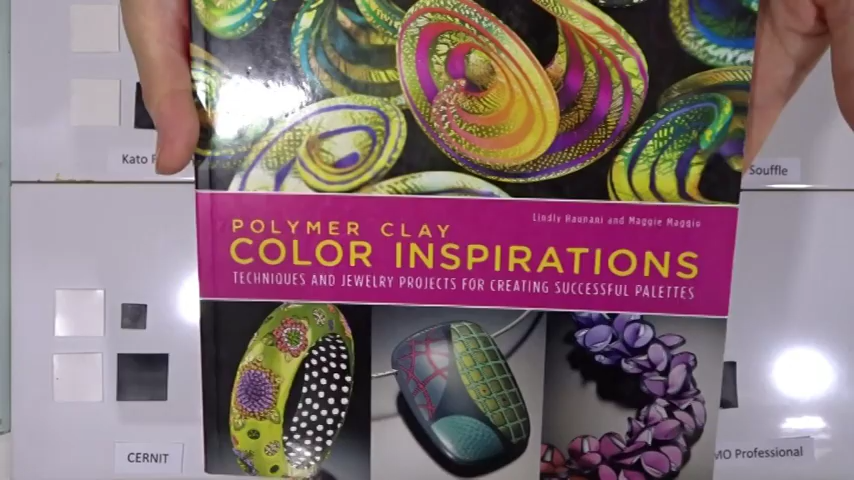 Kato
Souffle
Lindly Haunani and Maggie Maggio
POLYMER CLAY
COLOR INSPIRATIONS
TECHNIQUES AND JEWELRY PROJECTS FOR CREATING SUCCESSFUL PALETTES
CERNIT
MO Professional